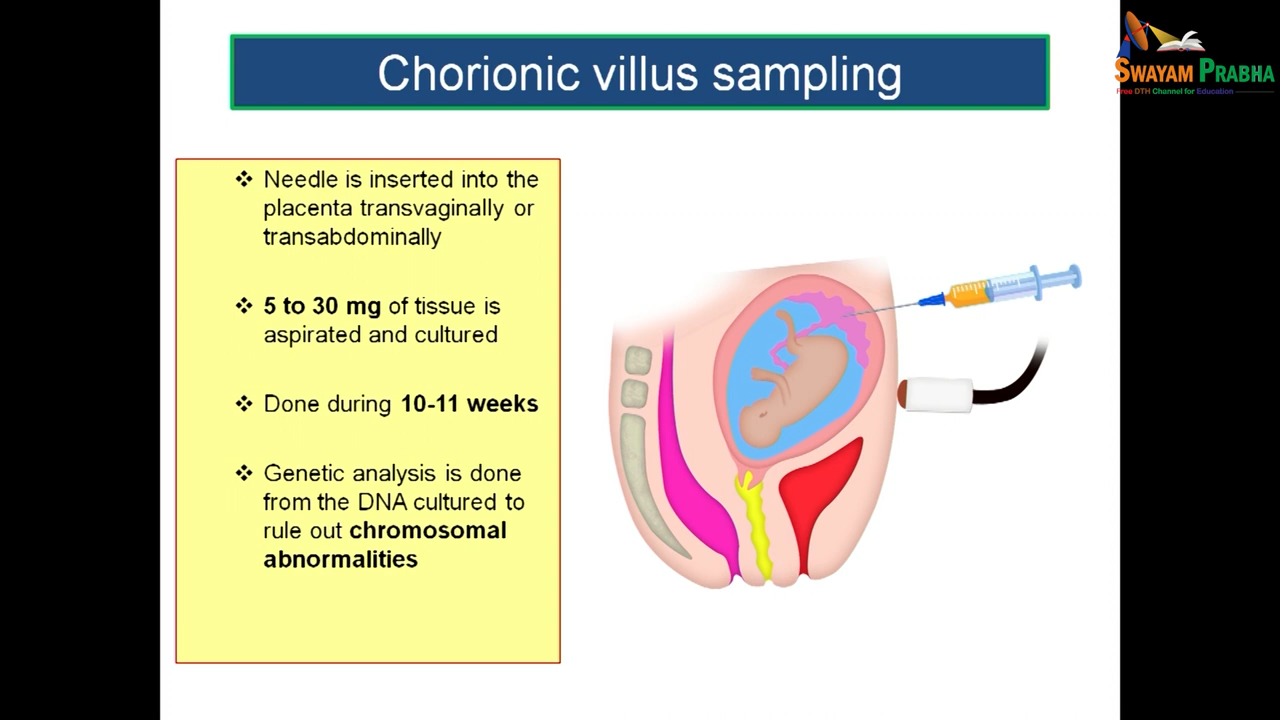 Chorionic villus sampling
SWAYAM PRABHA
Free DTH Channel for Education
❖ Needle is inserted into the
placenta transvaginally or
transabdominally
❖ 5 to 30 mg of tissue is
aspirated and cultured
❖ Done during 10-11 weeks
❖ Genetic analysis is done
from the DNA cultured to
rule out chromosomal
abnormalities